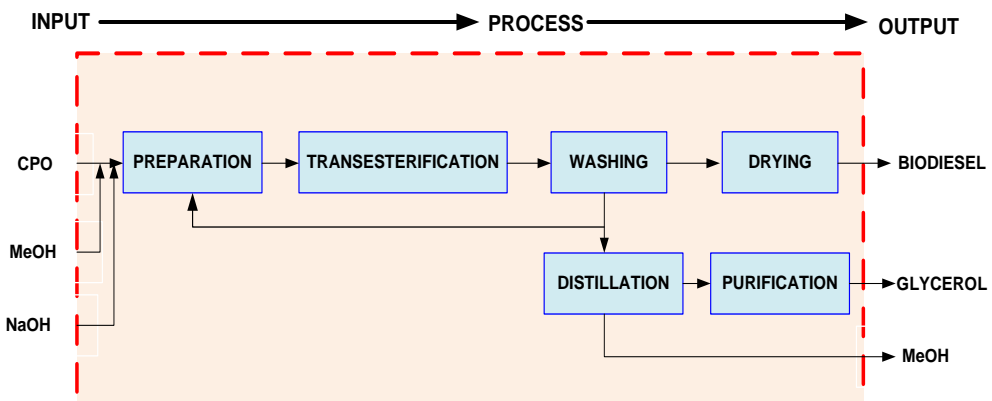 INPUT
PROCESS
OUTPUT
CPO
PREPARATION
TRANSESTERIFICATION
WASHING
DRYING
BIODIESEL
MeOH
DISTILLATION
PURIFICATION
GLYCEROL
NaOH
MeOH